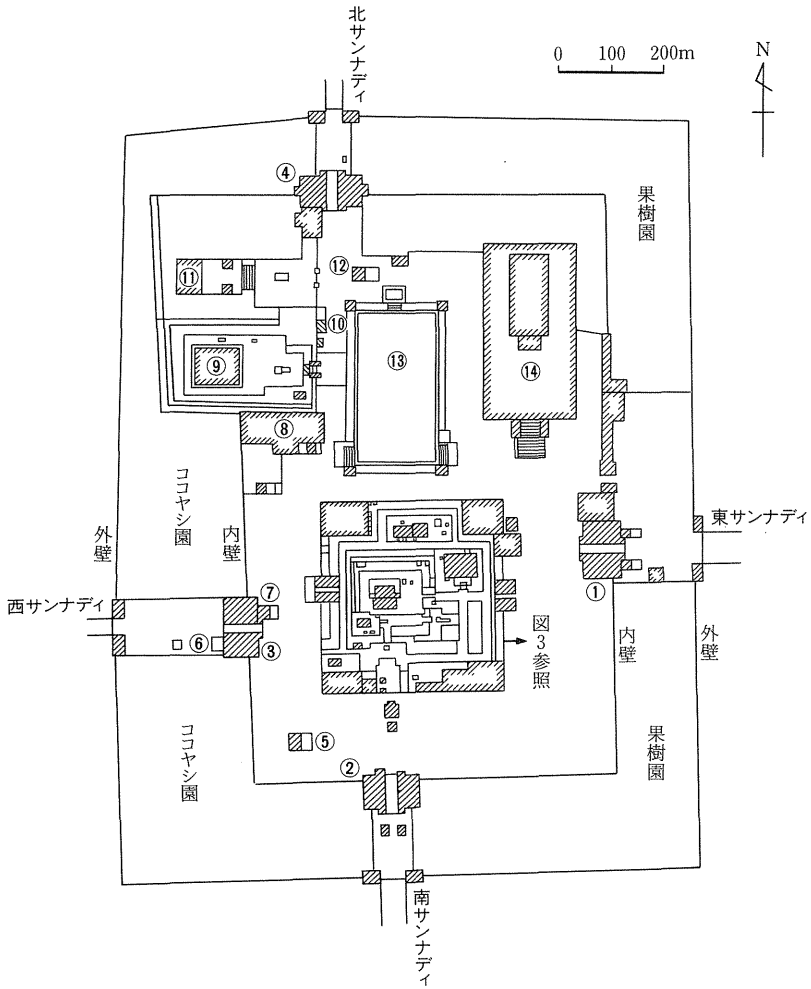 北サンナディ
0 100 200m
N
④
果樹園
⑪
⑫
⑩
⑬
⑨
⑭
⑧
ココヤシ園
外壁
内壁
東サンナディ
①
⑦
西サンナディ
⑥
③
図3参照
内壁
外壁
ココヤシ園
⑤
②
果樹園
南サンナディ